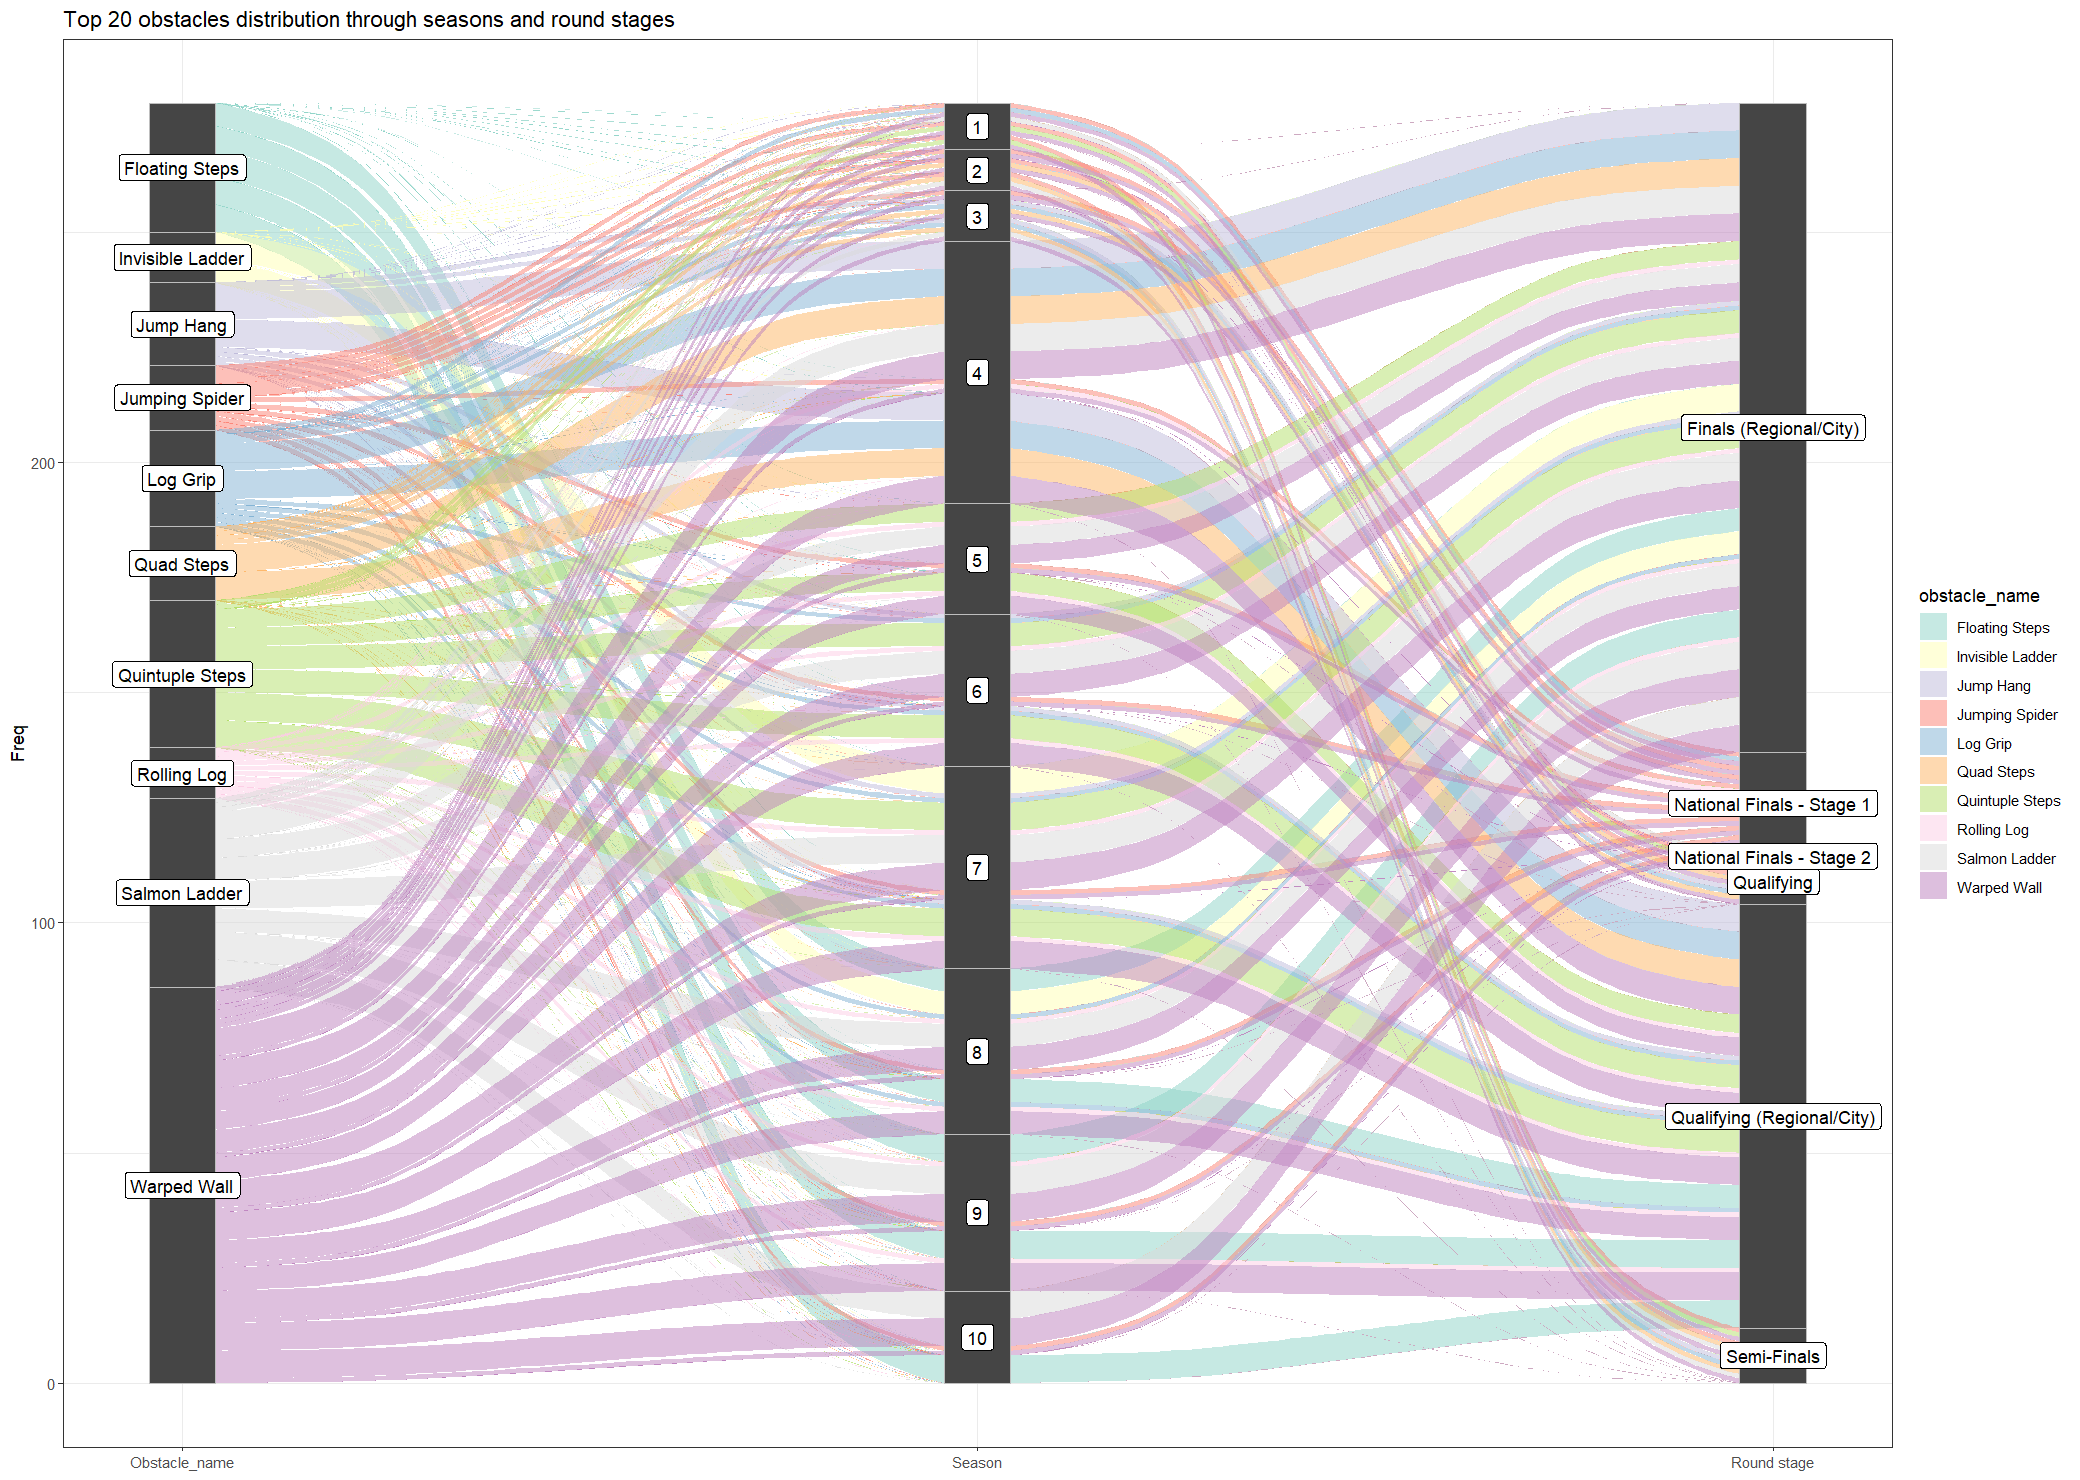 Top 20 obstacles distribution through seasons and round stages
Freq
200
100
0
Floating Steps
Invisible Ladder
Jump Hang
Jumping Spider
Log Grip
Quad Steps
Quintuple Steps
Rolling Log
Salmon Ladder
Warped Wall
1
2
3
4
5
6
7
8
9
10
Finals (Regional/City)
National Finals - Stage 1
National Finals - Stage 2
Qualifying
Qualifying (Regional/City)
Semi-Finals
Obstacle_name
Season
Round stage
obstacle_name
Floating Steps
Invisible Ladder
Jump Hang
Jumping Spider
Log Grip
Quad Steps
Quintuple Steps
Rolling Log
Salmon Ladder
Warped Wall